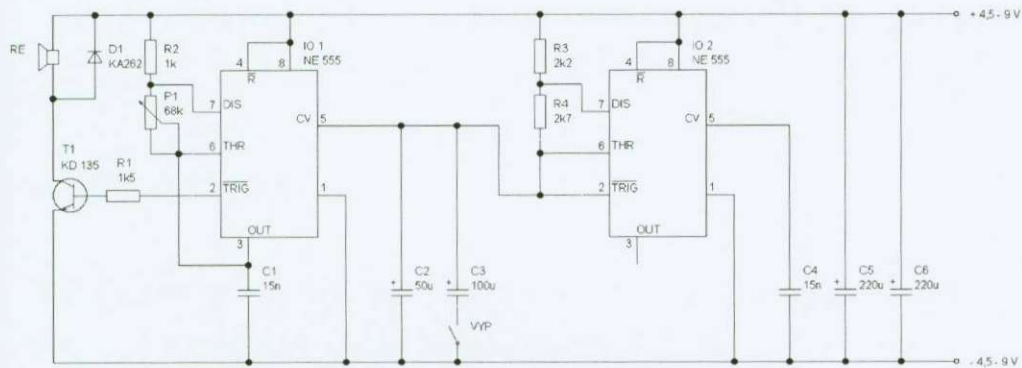 + 4,5 - 9 V
RE
D1
KA262
R2
1k
P1
68k
T1
KD 135
R1
1k5
IO 1
NE 555
4
R
8
7
DIS
CV
5
6
THR
2
TRIG
1
OUT
3
C1
15n
C2
50u
C3
100u
VYP
R3
2k2
R4
2k7
IO 2
NE 555
4
R
8
7
DIS
CV
5
6
THR
2
TRIG
1
OUT
3
C4
15n
C5
220u
C6
220u
+
+
+
+
- 4,5 - 9 V